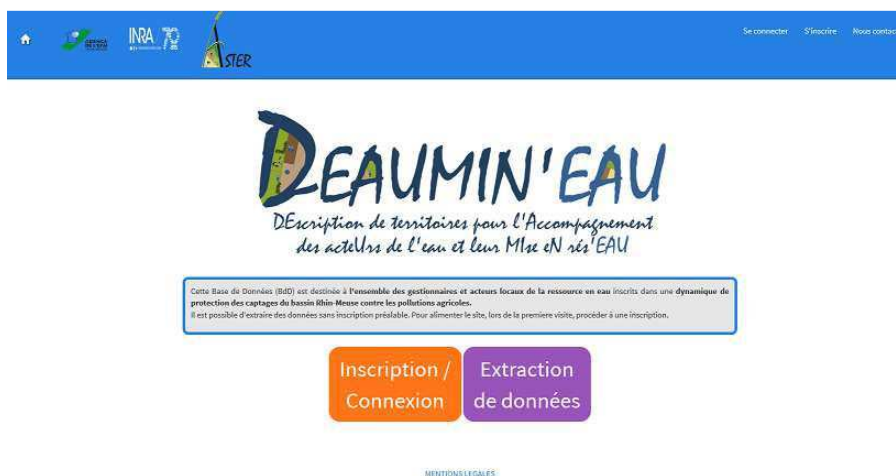 AGENCE DE L'EAU
INRA
ASTER
Se connecter S'inscrire Nous contac
DEAUMIN'EAU
DEscription de territoires pour l'Accompagnement
des acteUrs de l'eau et leur MIse eN rés'EAU
Cette Base de Données (BdD) est destinée à l'ensemble des gestionnaires et acteurs locaux de la ressource en eau inscrits dans une dynamique de
protection des captages du bassin Rhin-Meuse contre les pollutions agricoles.
Il est possible d'extraire des données sans inscription préalable. Pour alimenter le site, lors de la premiere visite, procéder à une inscription.
Inscription / Connexion
Extraction de données
MENTIONS LEGALES